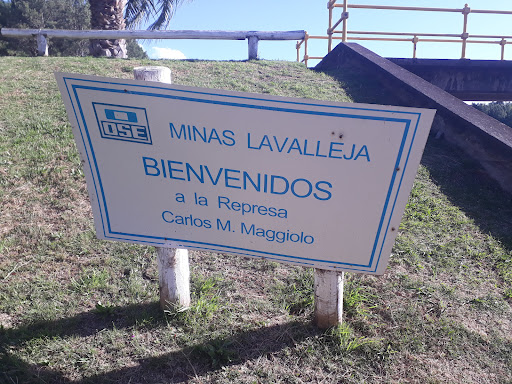 OSE
MINAS LAVALLEJA
BIENVENIDOS
a la Represa
Carlos M. Maggiolo